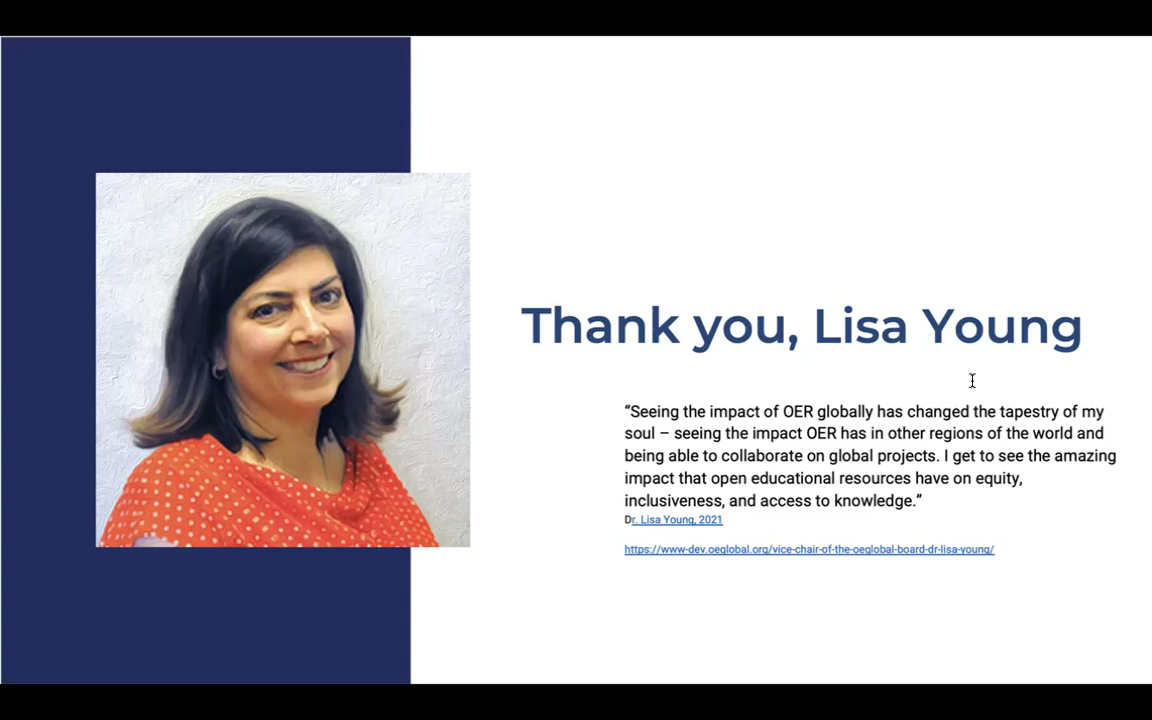 Thank you, Lisa Young
“Seeing the impact of OER globally has changed the tapestry of my
soul – seeing the impact OER has in other regions of the world and
being able to collaborate on global projects. I get to see the amazing
impact that open educational resources have on equity,
inclusiveness, and access to knowledge.”
Dr. Lisa Young, 2021
https://www-dev.oeglobal.org/vice-chair-of-the-oeglobal-board-dr-lisa-young/